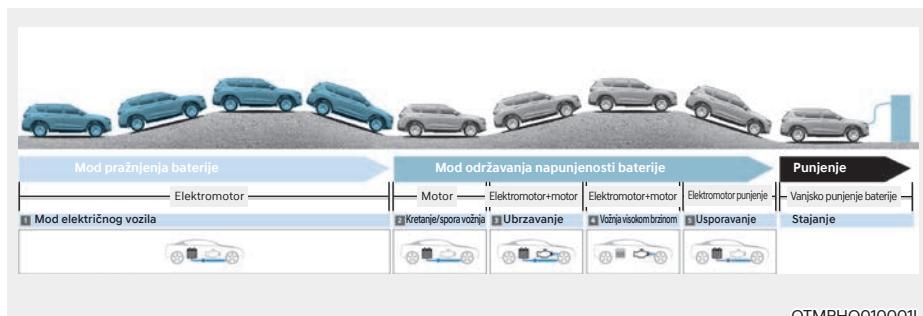 Mod pražnjenja baterije
Mod održavanja napunjenosti baterije
Punjenje
Elektromotor
Motor
Elektromotor+motor
Elektromotor+motor
Elektromotor punjenje
Vanjsko punjenje baterije
1 Mod električnog vozila
2 Kretanje/spora vožnja
3 Ubrzavanje
4 Vožnja visokom brzinom
5 Usporavanje
Stajanje